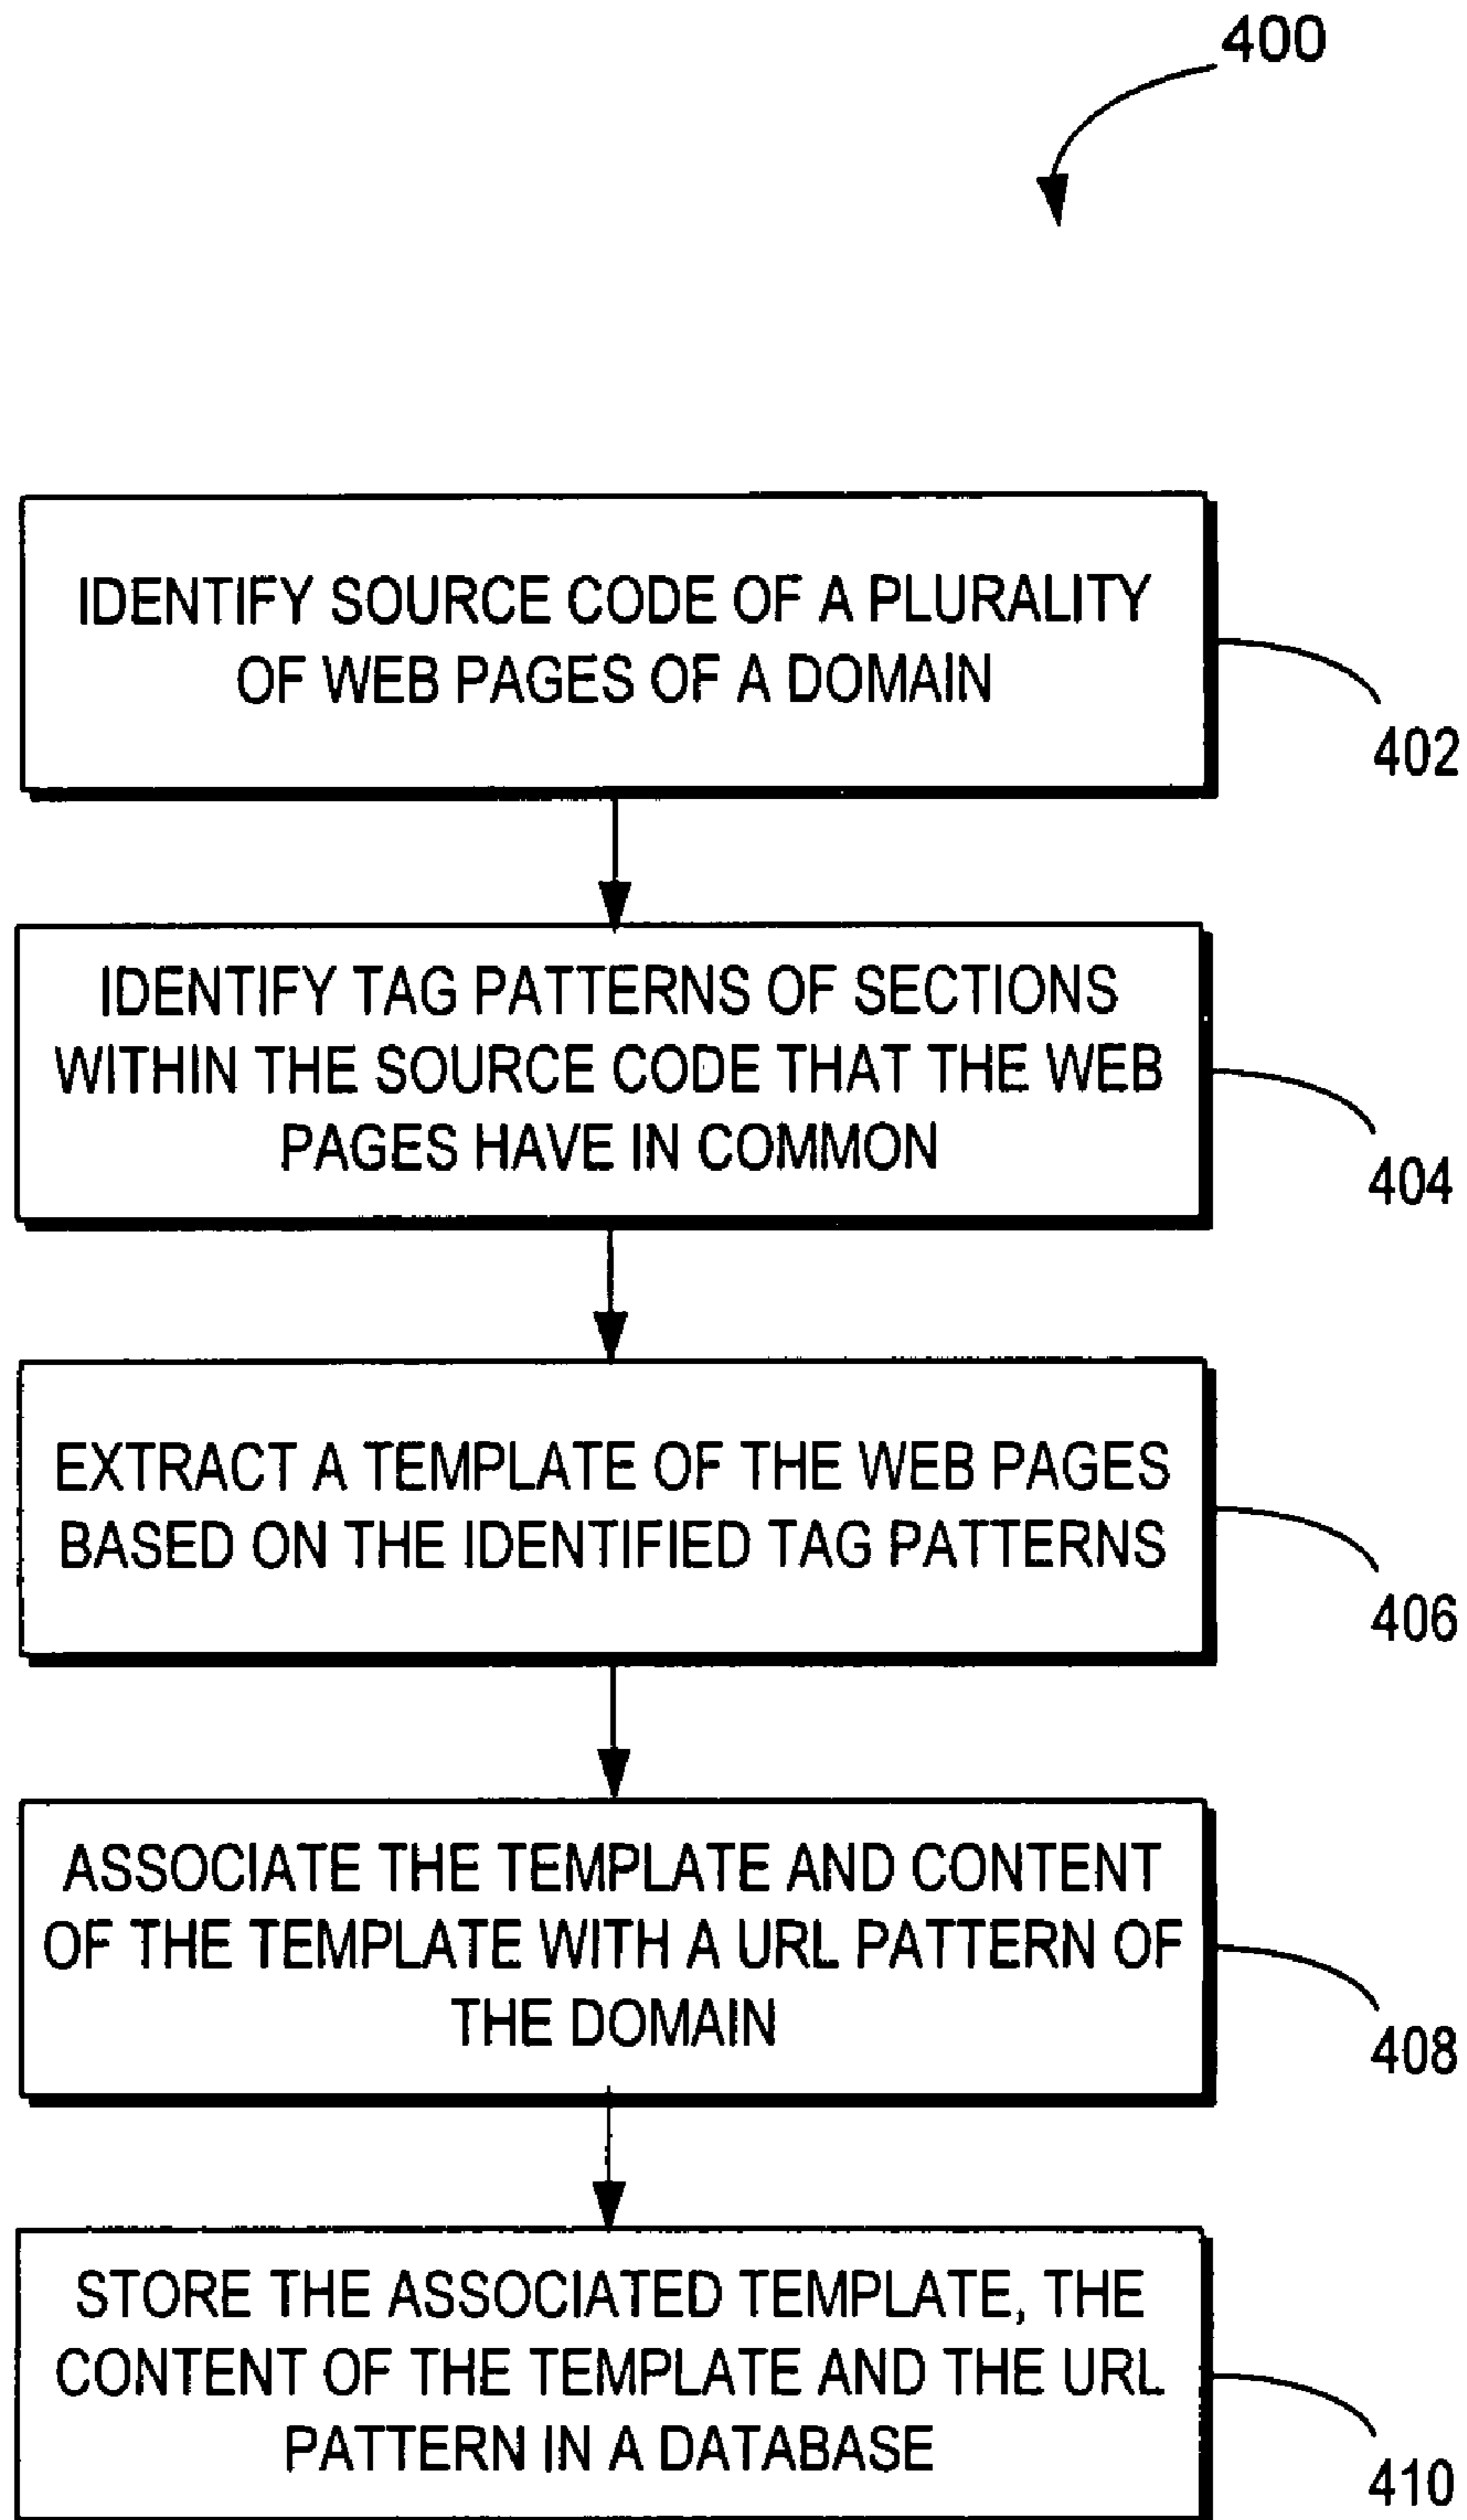 400
IDENTIFY SOURCE CODE OF A PLURALITY
OF WEB PAGES OF A DOMAIN
402
IDENTIFY TAG PATTERNS OF SECTIONS
WITHIN THE SOURCE CODE THAT THE WEB
PAGES HAVE IN COMMON
404
EXTRACT A TEMPLATE OF THE WEB PAGES
BASED ON THE IDENTIFIED TAG PATTERNS
406
ASSOCIATE THE TEMPLATE AND CONTENT
OF THE TEMPLATE WITH A URL PATTERN OF
THE DOMAIN
408
STORE THE ASSOCIATED TEMPLATE, THE
CONTENT OF THE TEMPLATE AND THE URL
PATTERN IN A DATABASE
410